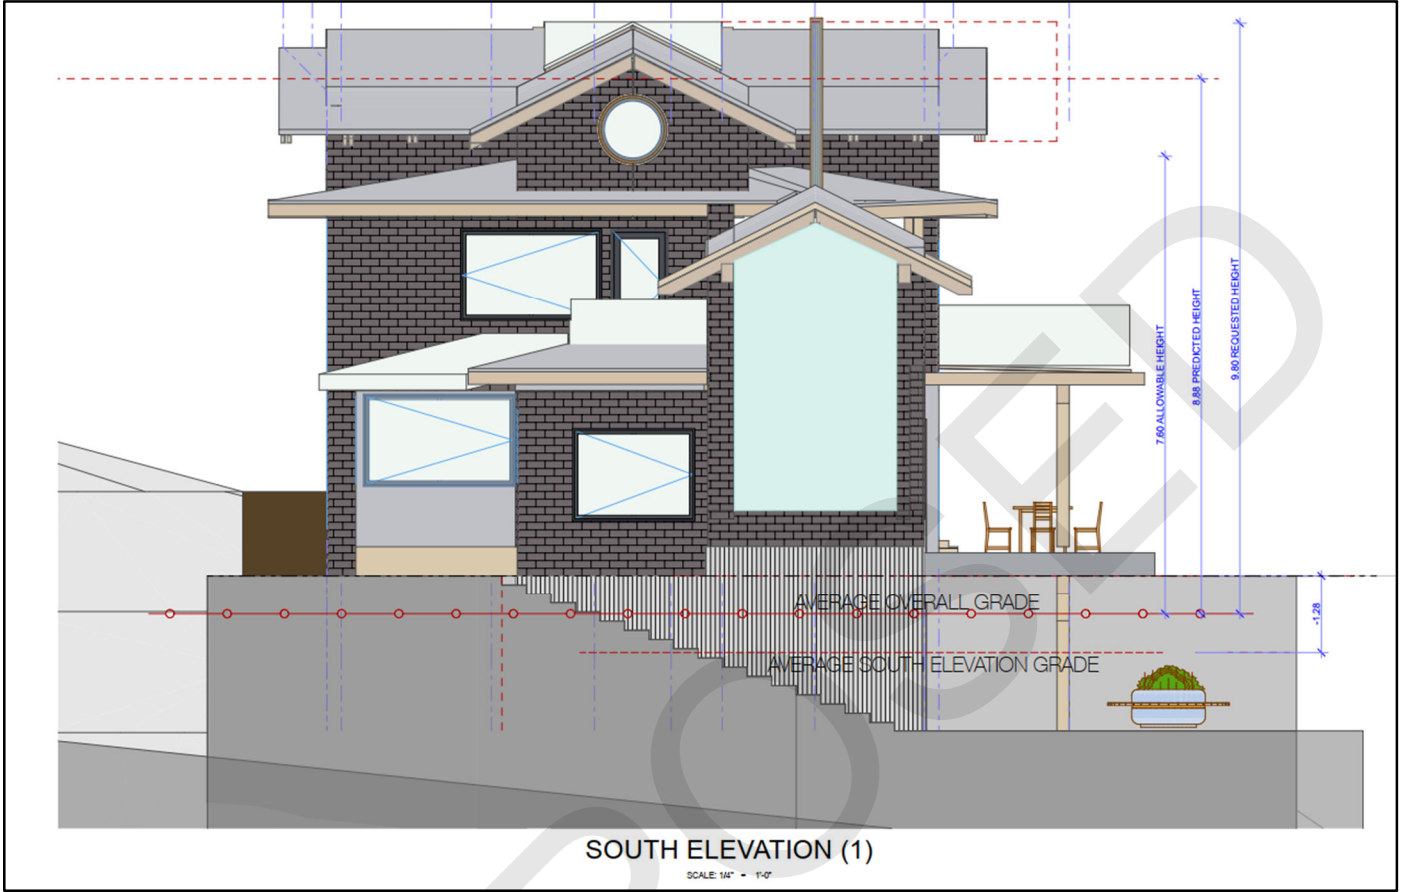 7.60 ALLOWABLE HEIGHT
8.88 PREDICTED HEIGHT
9.80 REQUESTED HEIGHT
-1.28
AVERAGE OVERALL GRADE
AVERAGE SOUTH ELEVATION GRADE
OSED
SOUTH ELEVATION (1)
SCALE: 1/4" = 1'-0"